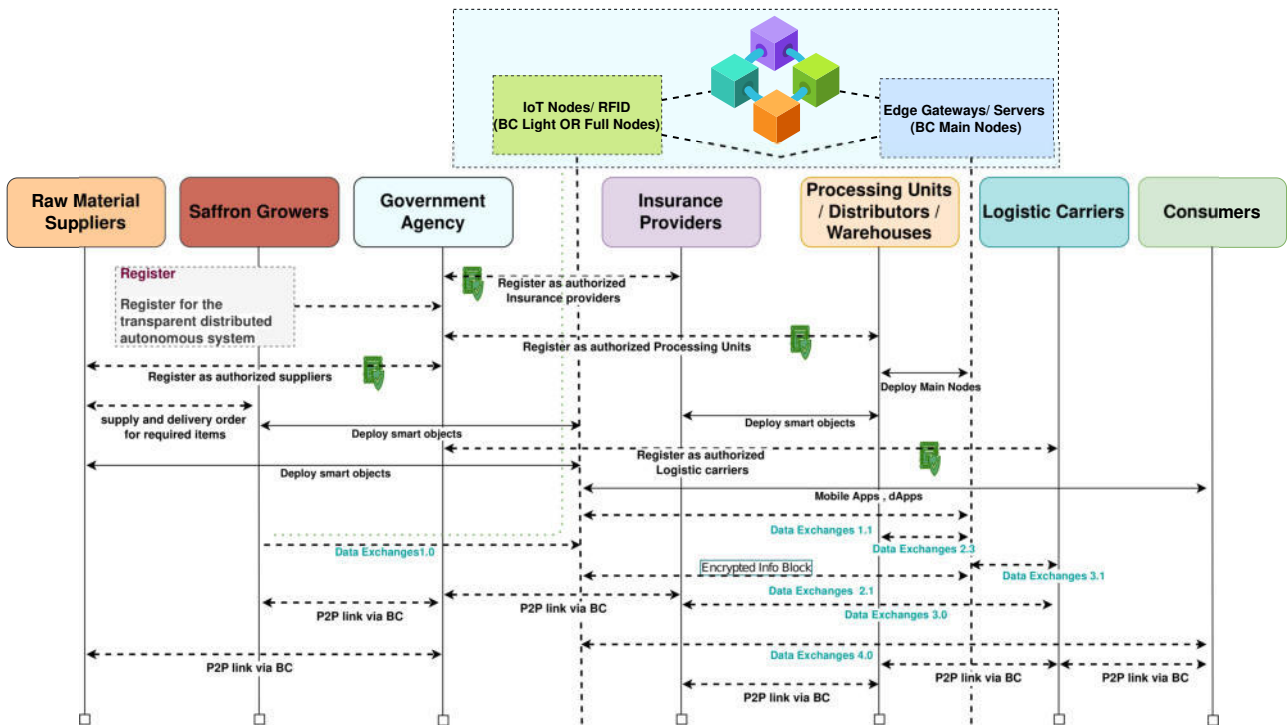 IoT Nodes/ RFID
(BC Light OR Full Nodes)
Edge Gateways/ Servers
(BC Main Nodes)
Raw Material
Suppliers
Saffron Growers
Government
Agency
Insurance
Providers
Processing Units
/ Distributors /
Warehouses
Logistic Carriers
Consumers
Register
Register for the
transparent distributed
autonomous system
Register as authorized
Insurance providers
Register as authorized Processing Units
Register as authorized suppliers
Deploy Main Nodes
supply and delivery order
for required items
Deploy smart objects
Deploy smart objects
Register as authorized
Logistic carriers
Deploy smart objects
Mobile Apps , dApps
Data Exchanges 1.1
Data Exchanges1.0
Data Exchanges 2.3
Encrypted Info Block
Data Exchanges 3.1
Data Exchanges  2.1
P2P link via BC
P2P link via BC
Data Exchanges 3.0
Data Exchanges 4.0
P2P link via BC
P2P link via BC
P2P link via BC
P2P link via BC